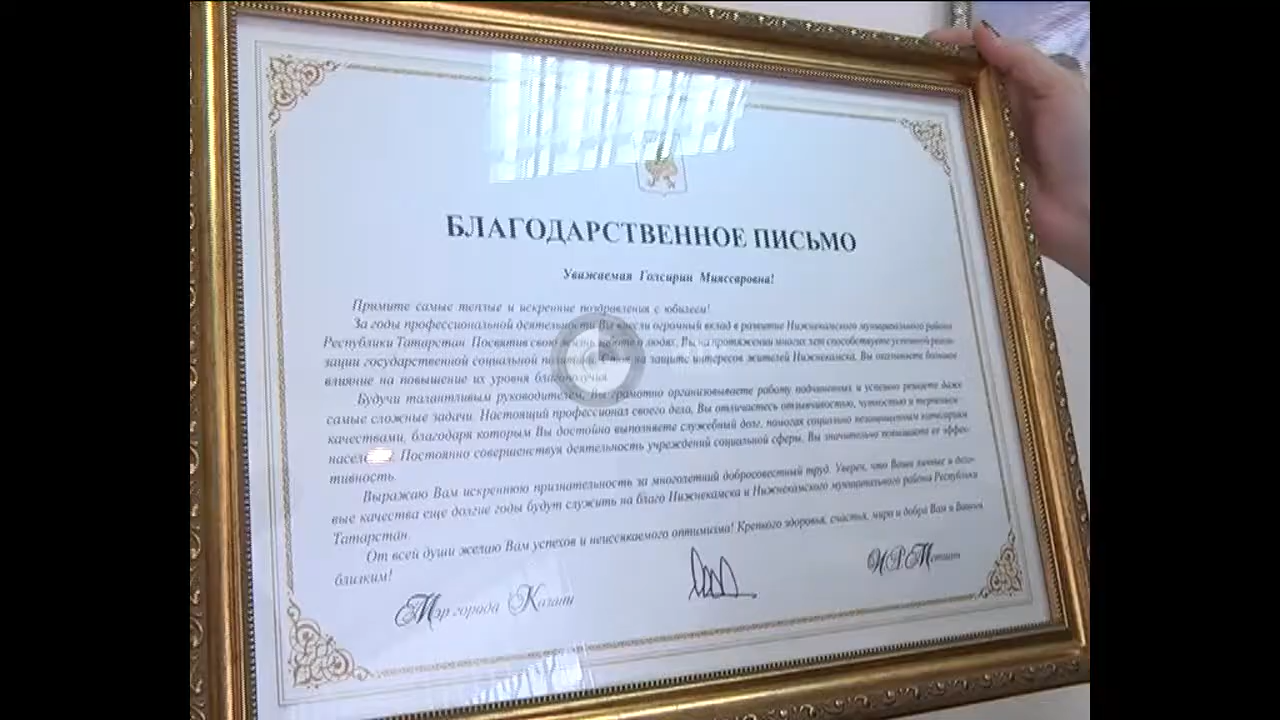 БЛАГОДАРСТВЕННОЕ ПИСЬМО
Уважаемая Голсирин Мияссаровна!
Примите самые теплые и искренние поздравления с юбилеем!
За годы профессиональной деятельности Вы внесли огромный вклад в развитие Нижнекамского муниципального района
Республики Татарстан. Посвятив свою людях, Вы на протяжении многих лет способствуете успешной реали-
зации государственной социальной на защите интересов жителей Нижнекамска, Вы оказываете большое
влияние на повышение их уровня благополучия.
Будучи талантливым руководителем, Вы грамотно организовываете работу подчиненных и успешно решаете даже
самые сложные задачи. Настоящий профессионал своего дела, Вы отличаетесь отзывчивостью, чуткостью и терпением -
качествами, благодаря которым Вы достойно выполняете служебный долг, помогая социально незащищенным категориям
Постоянно совершенствуя деятельность учреждений социальной сферы, Вы значительно повышаете ее эффек-
тивность.
Выражаю Вам искреннюю признательность за многолетний добросовестный труд. Уверен, что Ваши личные и дело-
вые качества еще долгие годы будут служить на благо Нижнекамска и Нижнекамского муниципального района Республики
Татарстан.
От всей души желаю Вам успехов и неиссякаемого оптимизма! Крепкого здоровья, счастья, мира и добра Вам и Вашим
близким!
Мэр города Казани И.Р. Метшин